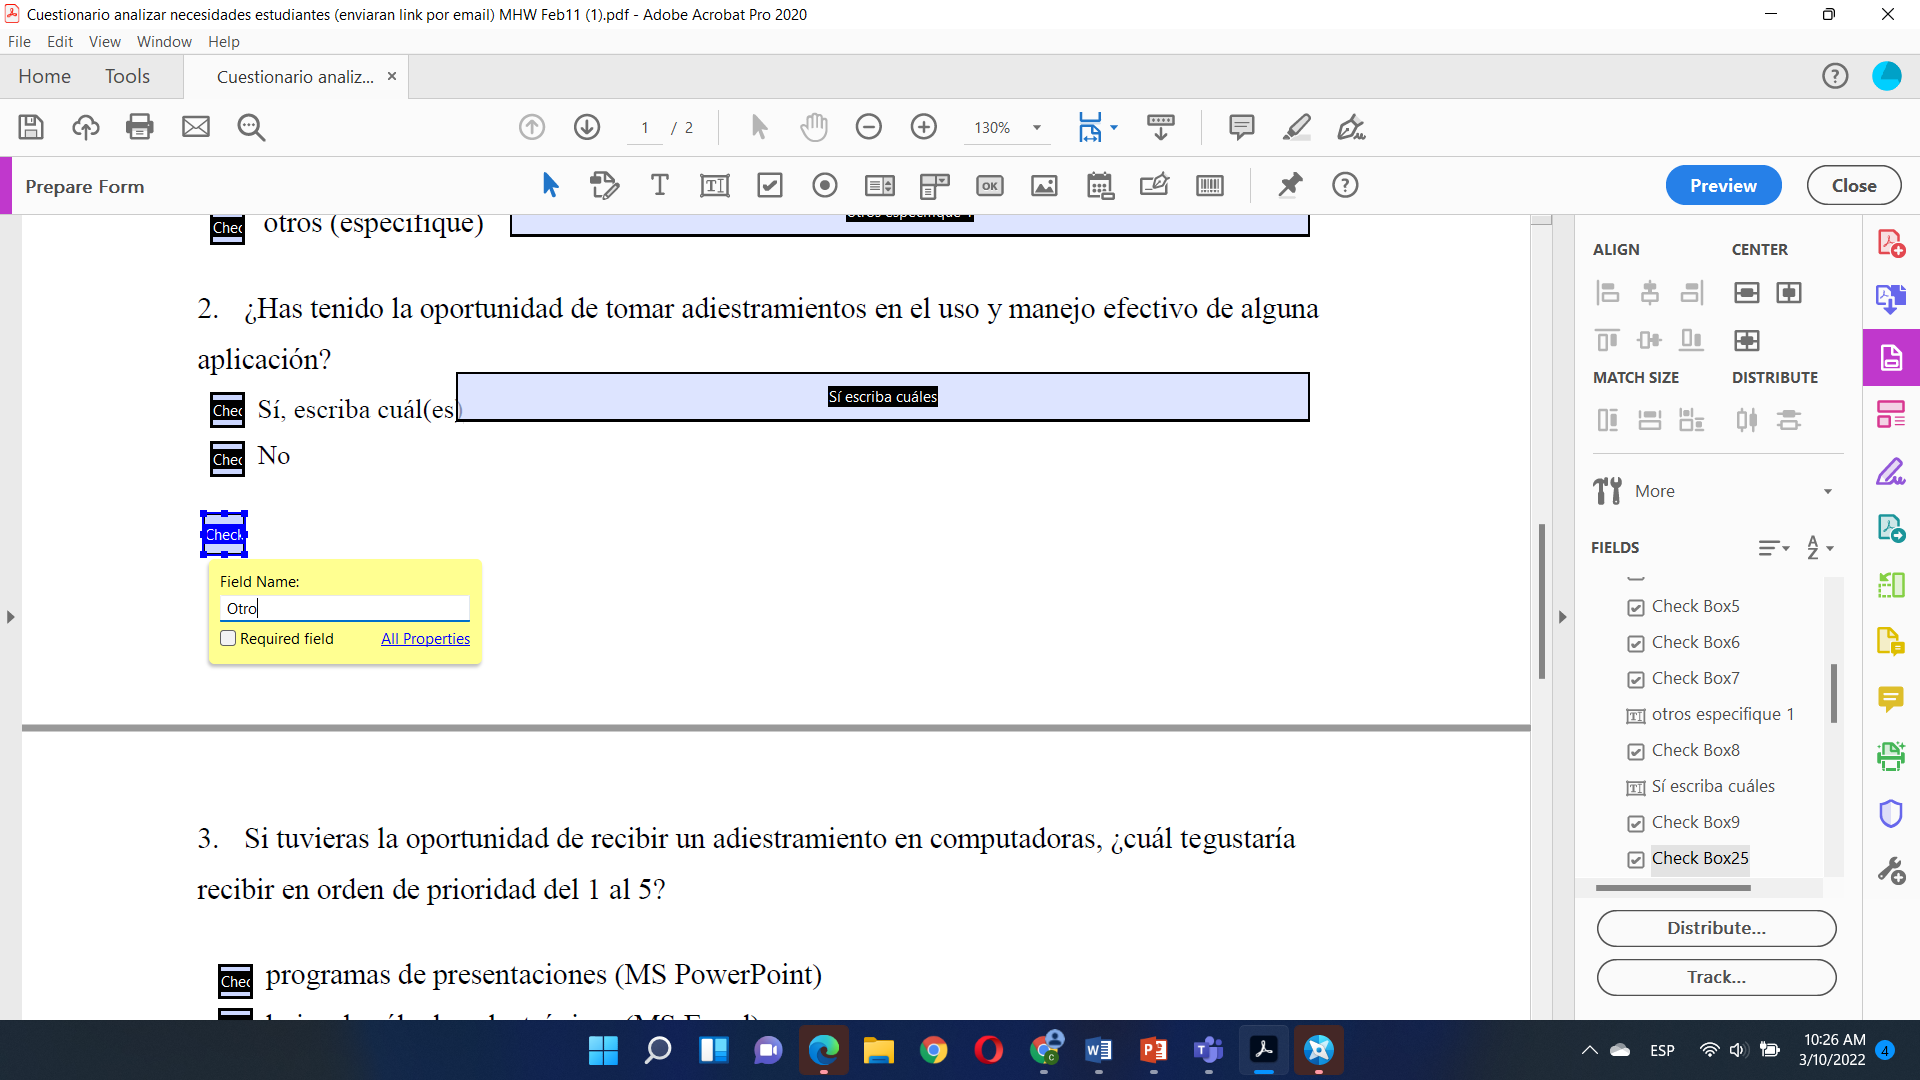 Cuestionario analizar necesidades estudiantes (enviaran link por email) MHW Feb11 (1).pdf - Adobe Acrobat Pro 2020
File Edit View Window Help
Home Tools Cuestionario analiz...
1 / 2 130%
Prepare Form
OK
Preview Close
Chec otros (especifique)
2. ¿Has tenido la oportunidad de tomar adiestramientos en el uso y manejo efectivo de alguna
aplicación?
Chec Sí, escriba cuál(es) Sí escriba cuáles
Chec No
Check
Field Name:
Otro
Required field All Properties
3. Si tuvieras la oportunidad de recibir un adiestramiento en computadoras, ¿cuál tegustaría
recibir en orden de prioridad del 1 al 5?
Chec programas de presentaciones (MS PowerPoint)
ALIGN CENTER
MATCH SIZE DISTRIBUTE
More
FIELDS
Check Box5
Check Box6
Check Box7
otros especifique 1
Check Box8
Sí escriba cuáles
Check Box9
Check Box25
Distribute...
Track...
ESP 10:26 AM
3/10/2022 4